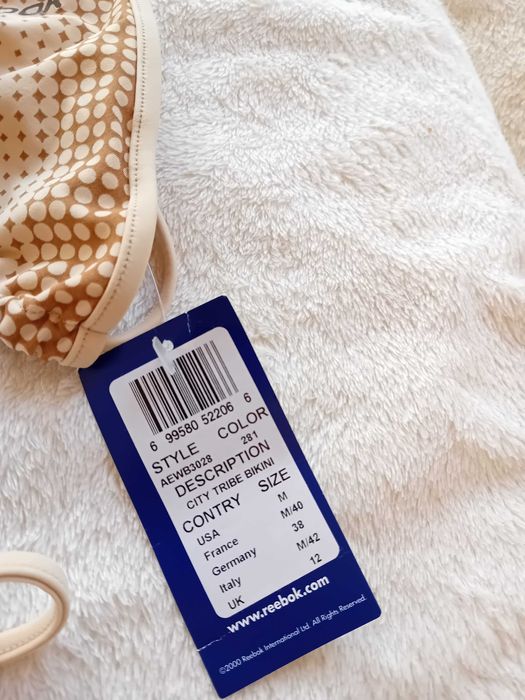 6 99580 52206 6
STYLE COLOR
AEWB3028 281
DESCRIPTION
CITY TRIBE BIKINI
CONTRY SIZE
USA M
France M/40
Germany 38
Italy M/42
UK 12
www.reebok.com
©2000 Reebok International Ltd. All Rights Reserved.